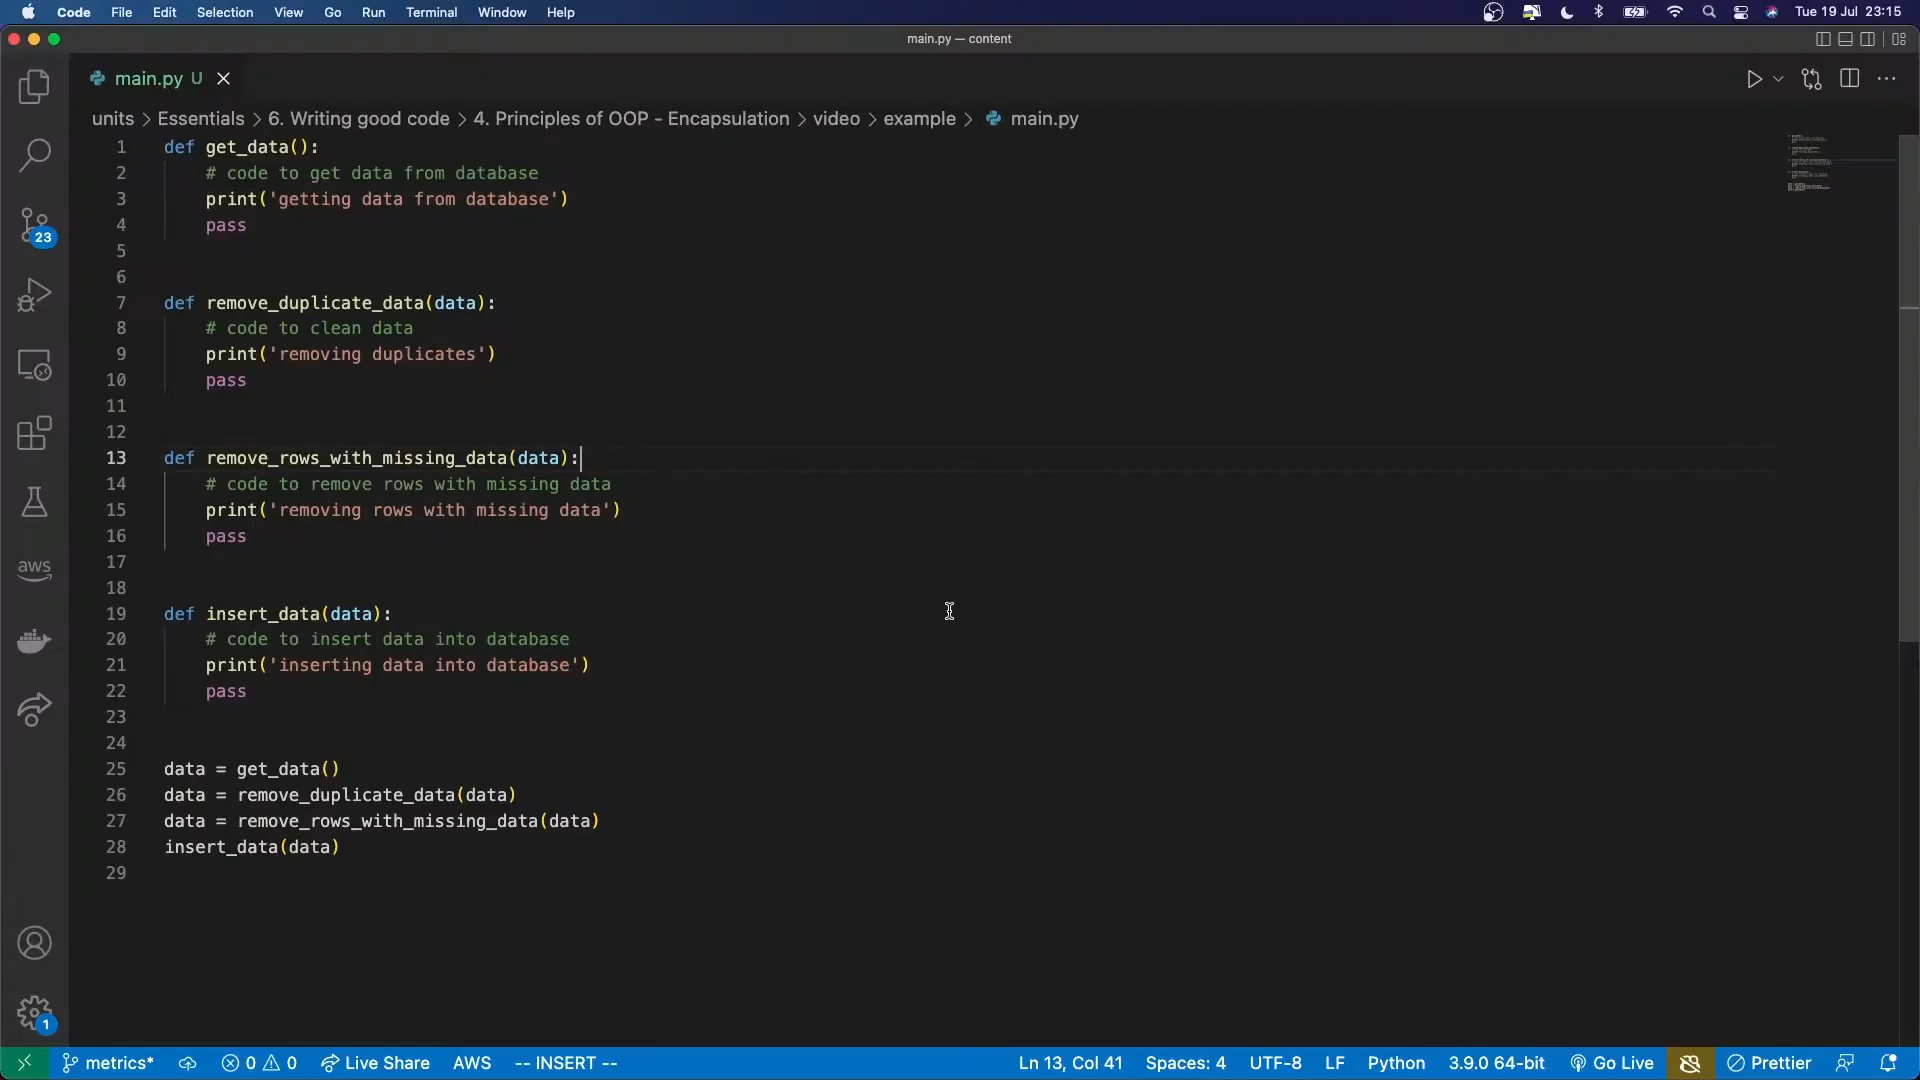 Code File Edit Selection View Go Run Terminal Window Help Tue 19 Jul 23:15
main.py — content
main.py U
units > Essentials > 6. Writing good code > 4. Principles of OOP - Encapsulation > video > example > main.py
1 def get_data():
2 # code to get data from database
3 print('getting data from database')
4 pass
5
6
7 def remove_duplicate_data(data):
8 # code to clean data
9 print('removing duplicates')
10 pass
11
12
13 def remove_rows_with_missing_data(data):
14 # code to remove rows with missing data
15 print('removing rows with missing data')
16 pass
17
18
19 def insert_data(data):
20 # code to insert data into database
21 print('inserting data into database')
22 pass
23
24
25 data = get_data()
26 data = remove_duplicate_data(data)
27 data = remove_rows_with_missing_data(data)
28 insert_data(data)
29
23
aws
1
metrics* 0 0 Live Share AWS -- INSERT -- Ln 13, Col 41 Spaces: 4 UTF-8 LF Python 3.9.0 64-bit Go Live Prettier